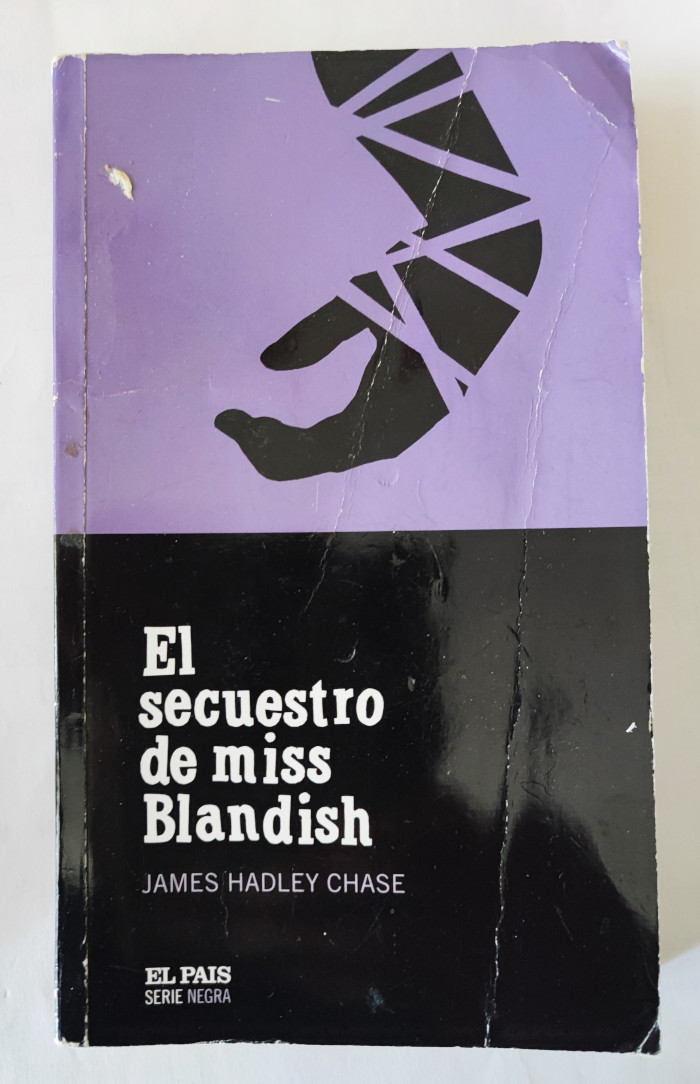 El
secuestro
de miss
Blandish
JAMES HADLEY CHASE
EL PAIS
SERIE NEGRA